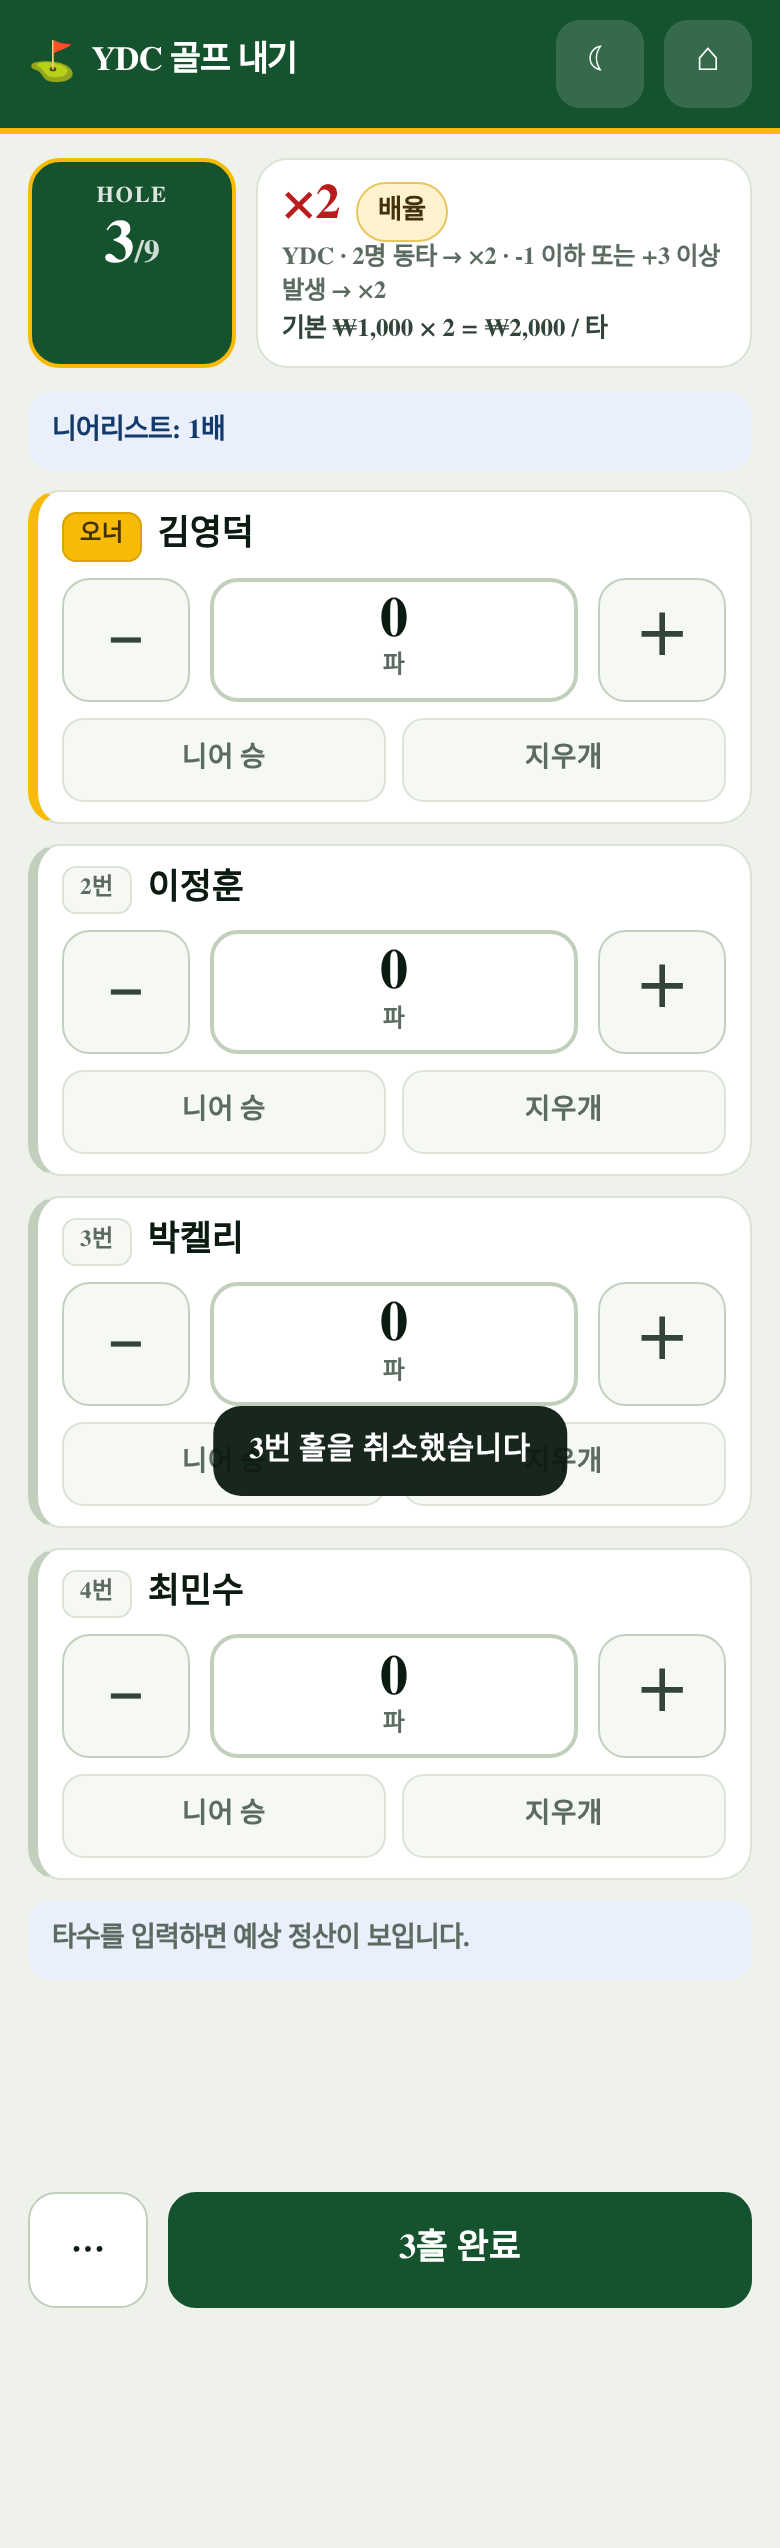 YDC 골프 내기
HOLE
3/9
×2 배율
YDC · 2명 동타 → ×2 · -1 이하 또는 +3 이상
발생 → ×2
기본 ₩1,000 × 2 = ₩2,000 / 타
니어리스트: 1배
오너 김영덕
− 0 +
파
니어 승 지우개
2번 이정훈
− 0 +
파
니어 승 지우개
3번 박켈리
− 0 +
파
니어 승 지우개
3번 홀을 취소했습니다
4번 최민수
− 0 +
파
니어 승 지우개
타수를 입력하면 예상 정산이 보입니다.
... 3홀 완료